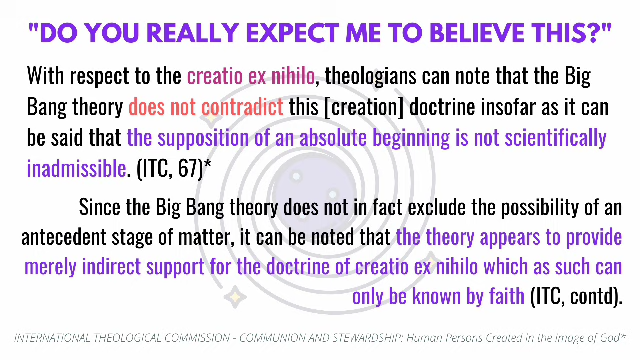 "DO YOU REALLY EXPECT ME TO BELIEVE THIS?"
With respect to the creatio ex nihilo, theologians can note that the Big
Bang theory does not contradict this [creation] doctrine insofar as it can
be said that the supposition of an absolute beginning is not scientifically
inadmissible. (ITC, 67)*
Since the Big Bang theory does not in fact exclude the possibility of an
antecedent stage of matter, it can be noted that the theory appears to provide
merely indirect support for the doctrine of creatio ex nihilo which as such can
only be known by faith (ITC, contd).
INTERNATIONAL THEOLOGICAL COMMISSION - COMMUNION AND STEWARDSHIP: Human Persons Created in the Image of God*